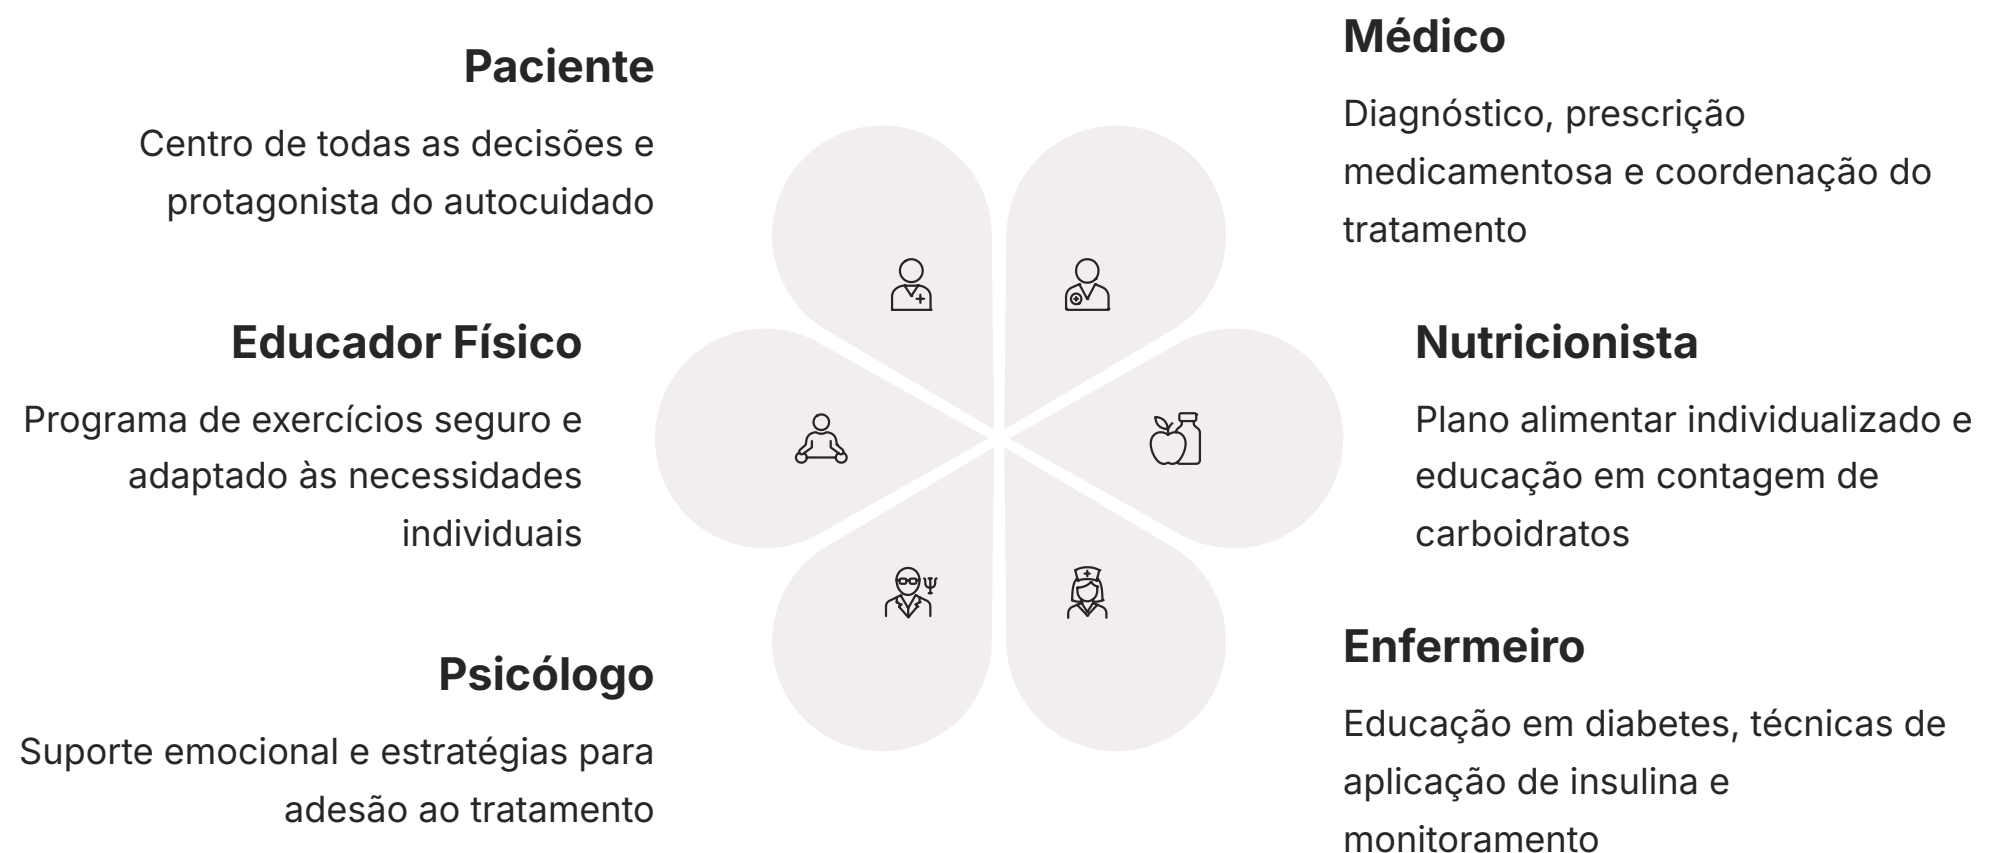 Paciente
Centro de todas as decisões e
protagonista do autocuidado
Médico
Diagnóstico, prescrição
medicamentosa e coordenação do
tratamento
Educador Físico
Programa de exercícios seguro e
adaptado às necessidades
individuais
Nutricionista
Plano alimentar individualizado e
educação em contagem de
carboidratos
Psicólogo
Suporte emocional e estratégias para
adesão ao tratamento
Enfermeiro
Educação em diabetes, técnicas de
aplicação de insulina e
monitoramento